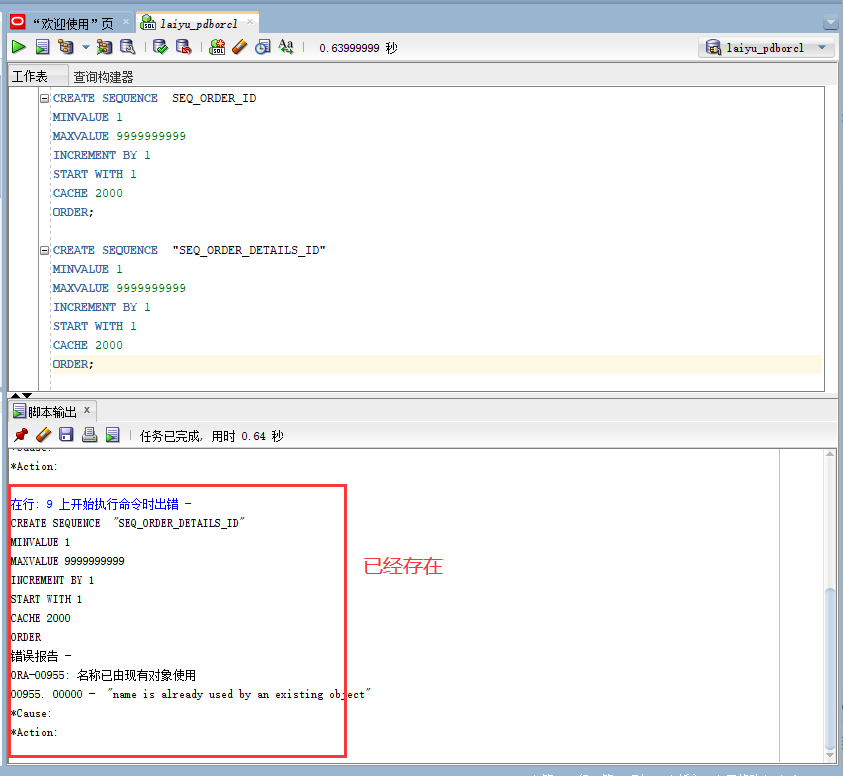 “欢迎使用”页
laiyu_pdborcl
0.63999999 秒
laiyu_pdborcl
工作表 查询构建器
CREATE SEQUENCE  SEQ_ORDER_ID
MINVALUE 1
MAXVALUE 9999999999
INCREMENT BY 1
START WITH 1
CACHE 2000
ORDER;
CREATE SEQUENCE  "SEQ_ORDER_DETAILS_ID"
MINVALUE 1
MAXVALUE 9999999999
INCREMENT BY 1
START WITH 1
CACHE 2000
ORDER;
脚本输出
任务已完成, 用时 0.64 秒
*Action:
在行: 9 上开始执行命令时出错 -
CREATE SEQUENCE  "SEQ_ORDER_DETAILS_ID"
MINVALUE 1
MAXVALUE 9999999999
INCREMENT BY 1
START WITH 1
CACHE 2000
ORDER
错误报告 -
ORA-00955: 名称已由现有对象使用
00955. 00000 -  "name is already used by an existing object"
*Cause:
*Action:
已经存在